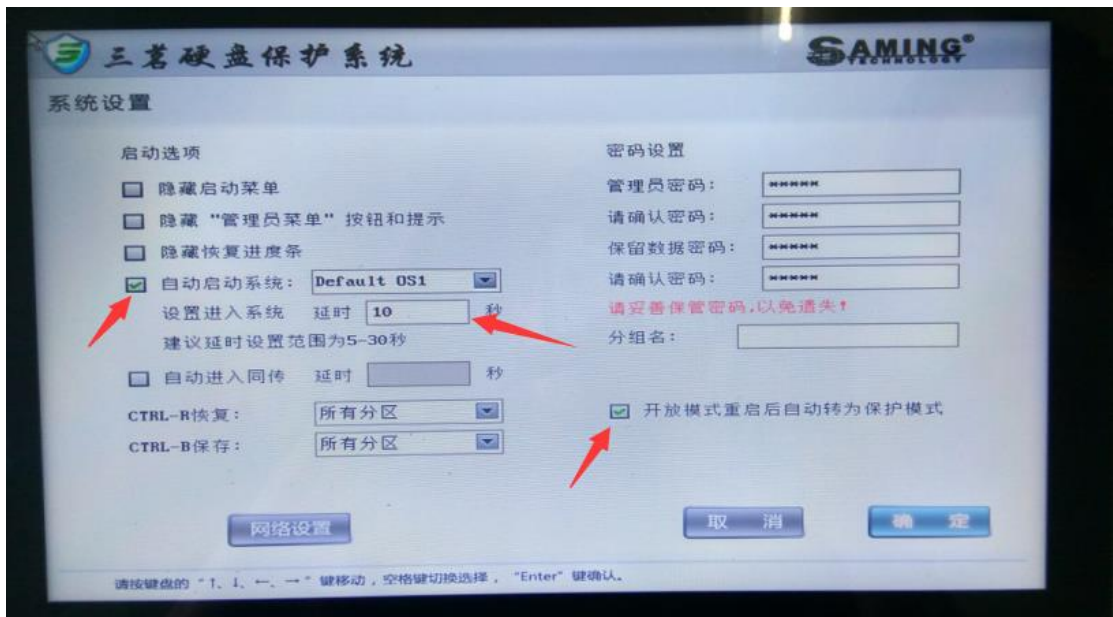 三茗硬盘保护系统
SAMING®
TECHNOLOGY
系统设置
启动选项
隐藏启动菜单
隐藏 "管理员菜单" 按钮和提示
隐藏恢复进度条
自动启动系统: Default OS1
设置进入系统 延时 10 秒
建议延时设置范围为5-30秒
自动进入同传 延时 秒
CTRL-R恢复: 所有分区
CTRL-B保存: 所有分区
网络设置
密码设置
管理员密码: *****
请确认密码: *****
保留数据密码: *****
请确认密码: *****
请妥善保管密码,以免遗失!
分组名:
开放模式重启后自动转为保护模式
取 消
确 定
请按键盘的 "↑、↓、←、→" 键移动,空格键切换选择, "Enter" 键确认。